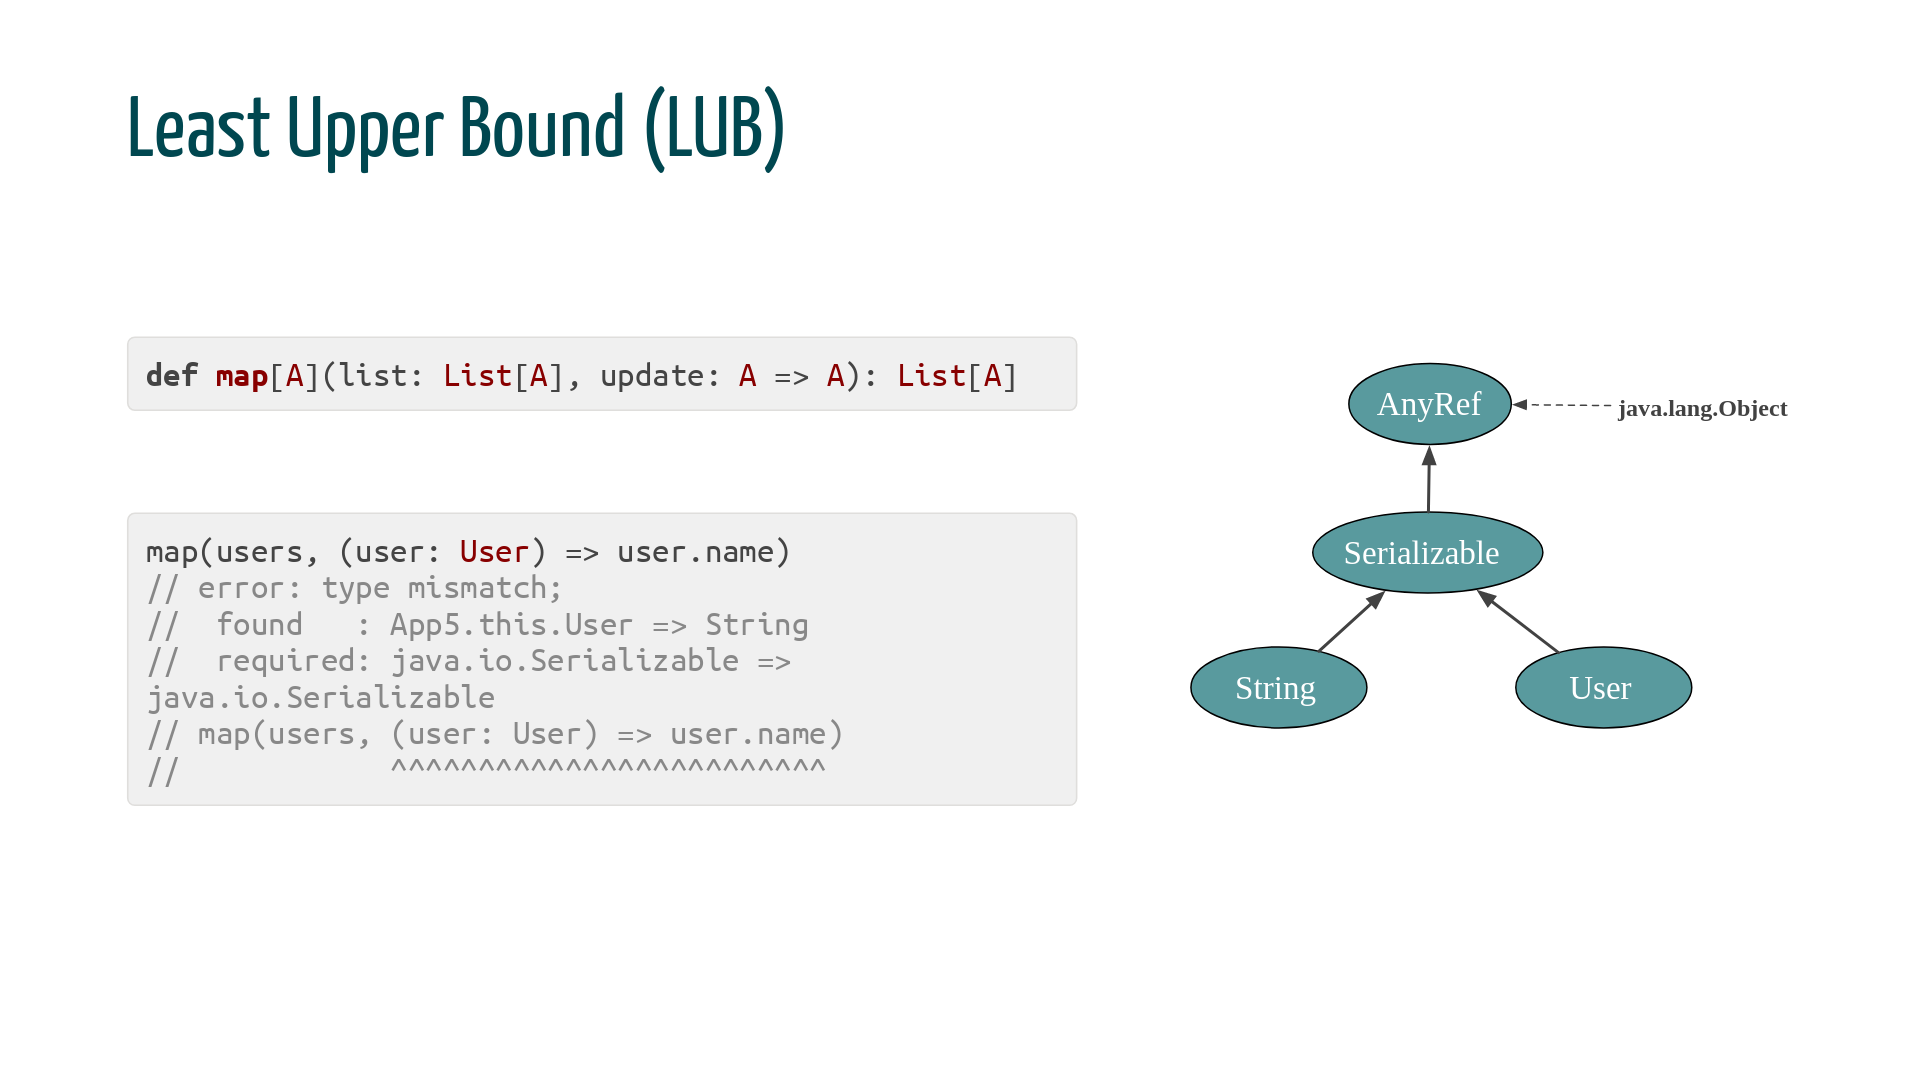 Least Upper Bound (LUB)
def map[A](list: List[A], update: A => A): List[A]
map(users, (user: User) => user.name)
// error: type mismatch;
//  found   : App5.this.User => String
//  required: java.io.Serializable =>
java.io.Serializable
// map(users, (user: User) => user.name)
//            ^^^^^^^^^^^^^^^^^^^^^^^^^
AnyRef
java.lang.Object
Serializable
String
User